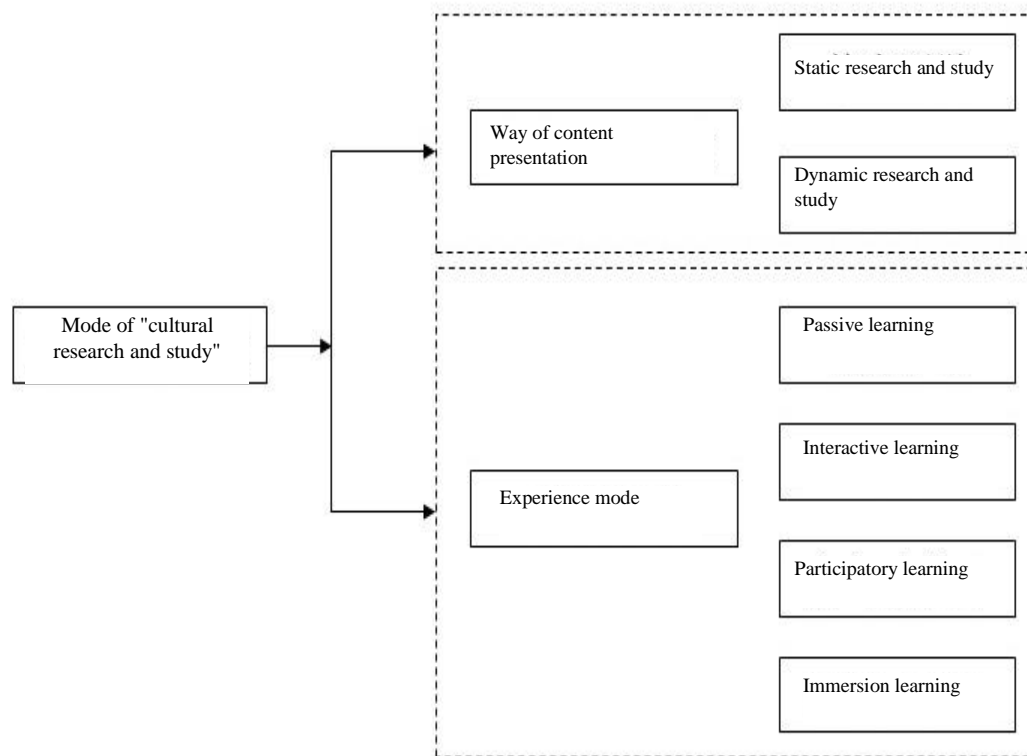 Static research and study
Way of content
presentation
Dynamic research and
study
Mode of "cultural
research and study"
Passive learning
Interactive learning
Experience mode
Participatory learning
Immersion learning